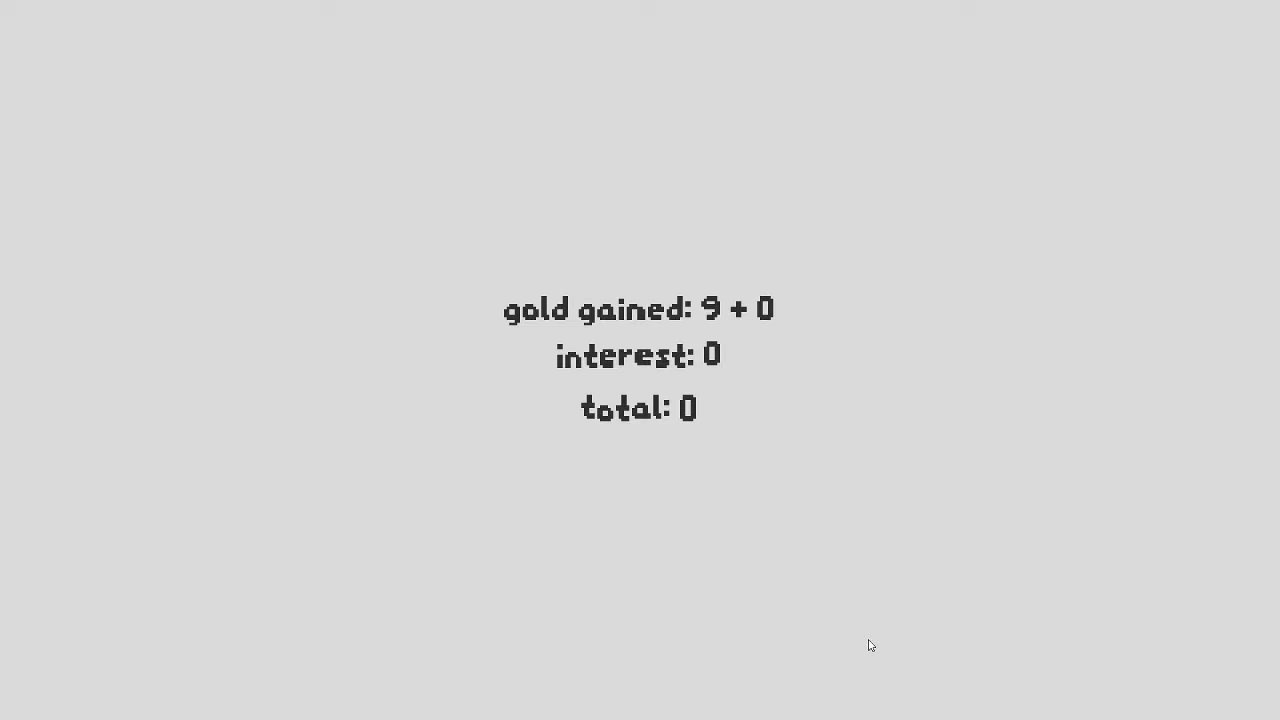 gold gained: 9 + 0
interest: 0
total: 0